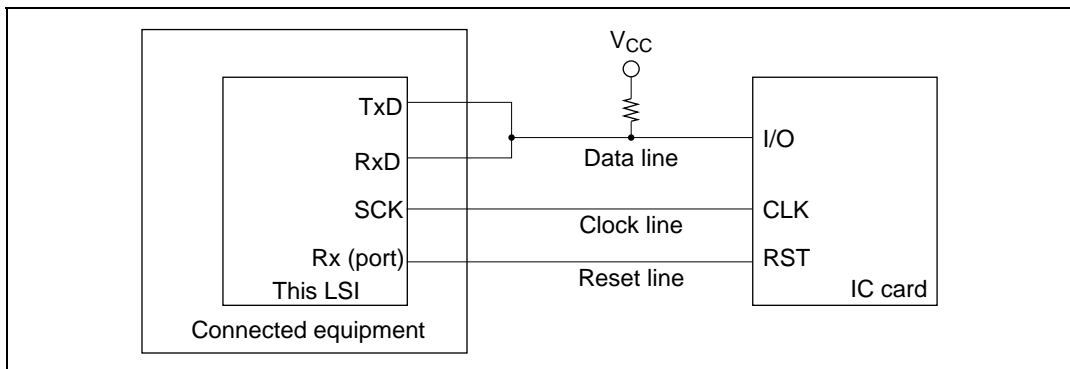 VCC
TxD
RxD
Data line
I/O
SCK
Clock line
CLK
Rx (port)
Reset line
RST
This LSI
IC card
Connected equipment